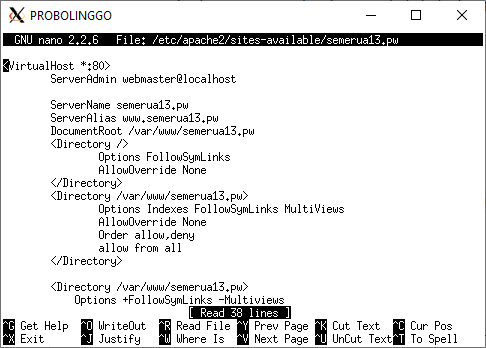 PROBOLINGGO
GNU nano 2.2.6 File: /etc/apache2/sites-available/semerua13.pw
<VirtualHost *:80>
ServerAdmin webmaster@localhost
ServerName semerua13.pw
ServerAlias www.semerua13.pw
DocumentRoot /var/www/semerua13.pw
<Directory />
Options FollowSymLinks
AllowOverride None
</Directory>
<Directory /var/www/semerua13.pw>
Options Indexes FollowSymLinks MultiViews
AllowOverride None
Order allow,deny
allow from all
</Directory>
<Directory /var/www/semerua13.pw>
Options +FollowSymLinks -Multiviews
[ Read 38 lines ]
^G Get Help ^O WriteOut ^R Read File ^Y Prev Page ^K Cut Text ^C Cur Pos
^X Exit ^J Justify ^W Where Is ^V Next Page ^U UnCut Text ^T To Spell